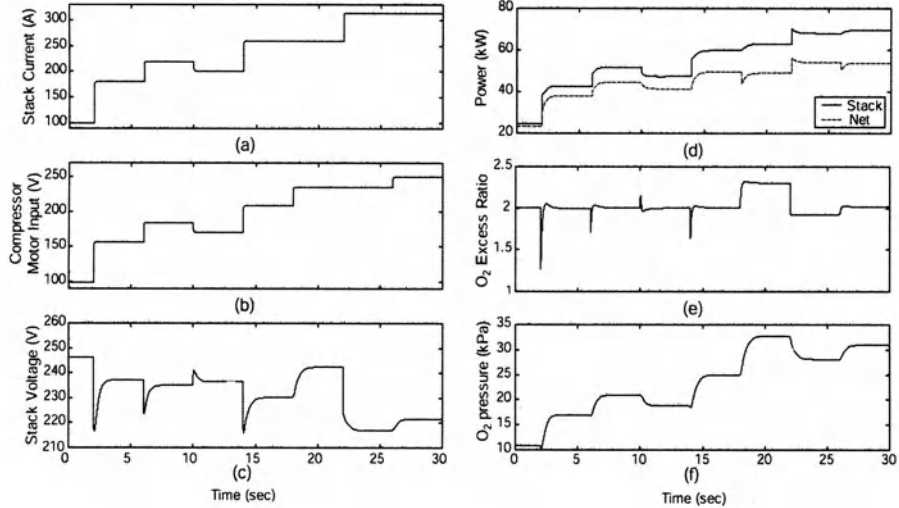 Stack Current (A)
300
250
200
150
100
(a)
Compressor
Motor Input (V)
250
200
150
100
(b)
Stack Voltage (V)
260
250
240
230
220
0 5 10 15 20 25 30
(c)
Time (sec)
Power (kW)
80
60
40
20
Stack
Net
(d)
O2 Excess Ratio
2.5
2
1.5
1
(e)
O2 pressure (kPa)
35
30
25
20
15
10
0 5 10 15 20 25 30
(f)
Time (sec)